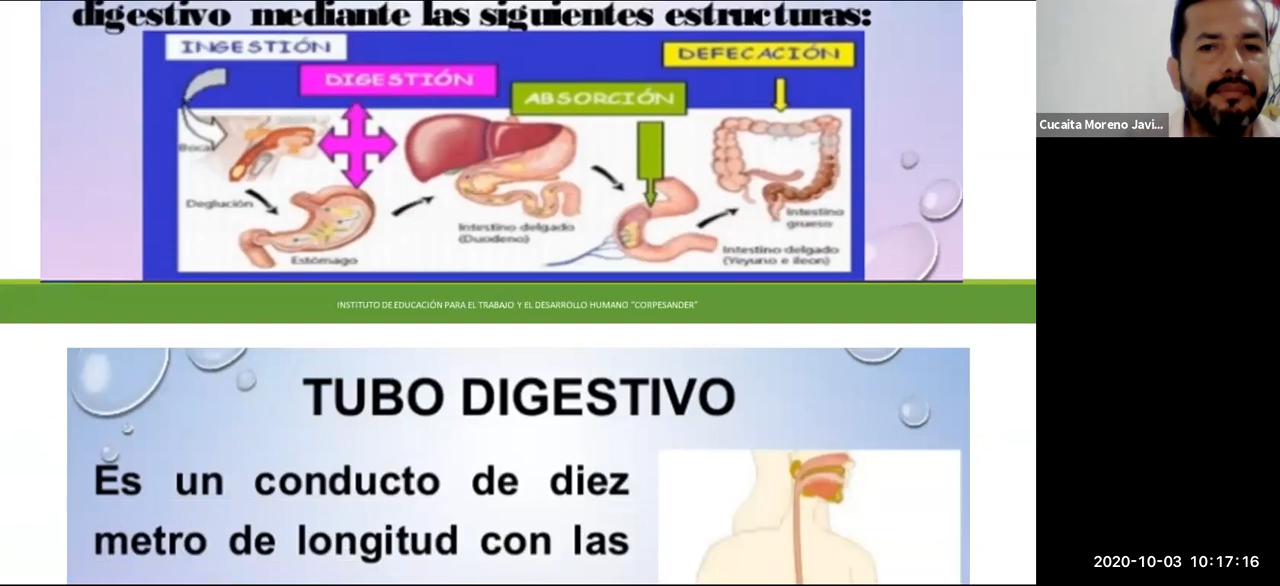 digestivo mediante las siguientes estructuras:
INGESTIÓN
DEFECACIÓN
DIGESTIÓN
ABSORCIÓN
Boca
Deglución
Estómago
Intestino delgado
(Duodeno)
Intestino
grueso
Intestino delgado
(Yeyuno e íleon)
INSTITUTO DE EDUCACIÓN PARA EL TRABAJO Y EL DESARROLLO HUMANO "CORPESANDER"
TUBO DIGESTIVO
Es un conducto de diez
metro de longitud con las
Cucaita Moreno Javi...
2020-10-03 10:17:16